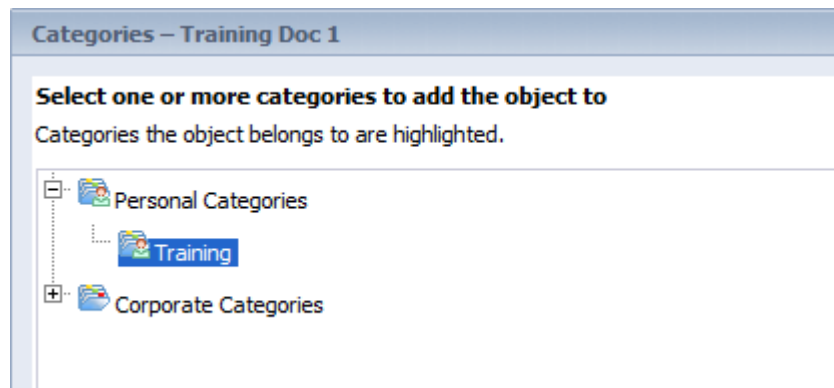 Categories – Training Doc 1
Select one or more categories to add the object to
Categories the object belongs to are highlighted.
Personal Categories
Training
Corporate Categories